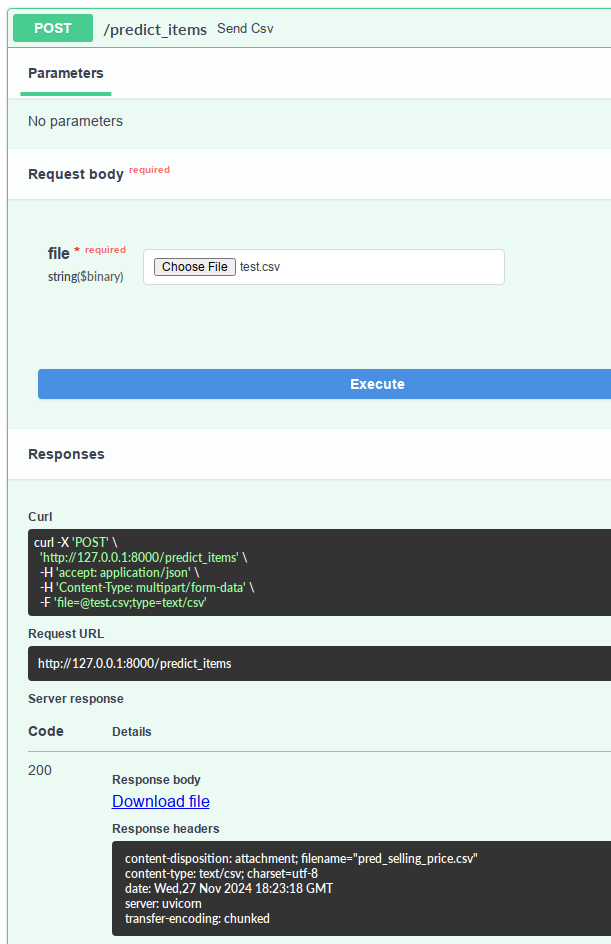 POST /predict_items Send Csv
Parameters
No parameters
Request body required
file * required
string($binary)
Choose File test.csv
Execute
Responses
Curl
curl -X 'POST' \
'http://127.0.0.1:8000/predict_items' \
-H 'accept: application/json' \
-H 'Content-Type: multipart/form-data' \
-F 'file=@test.csv;type=text/csv'
Request URL
http://127.0.0.1:8000/predict_items
Server response
Code Details
200
Response body
Download file
Response headers
content-disposition: attachment; filename="pred_selling_price.csv"
content-type: text/csv; charset=utf-8
date: Wed,27 Nov 2024 18:23:18 GMT
server: uvicorn
transfer-encoding: chunked